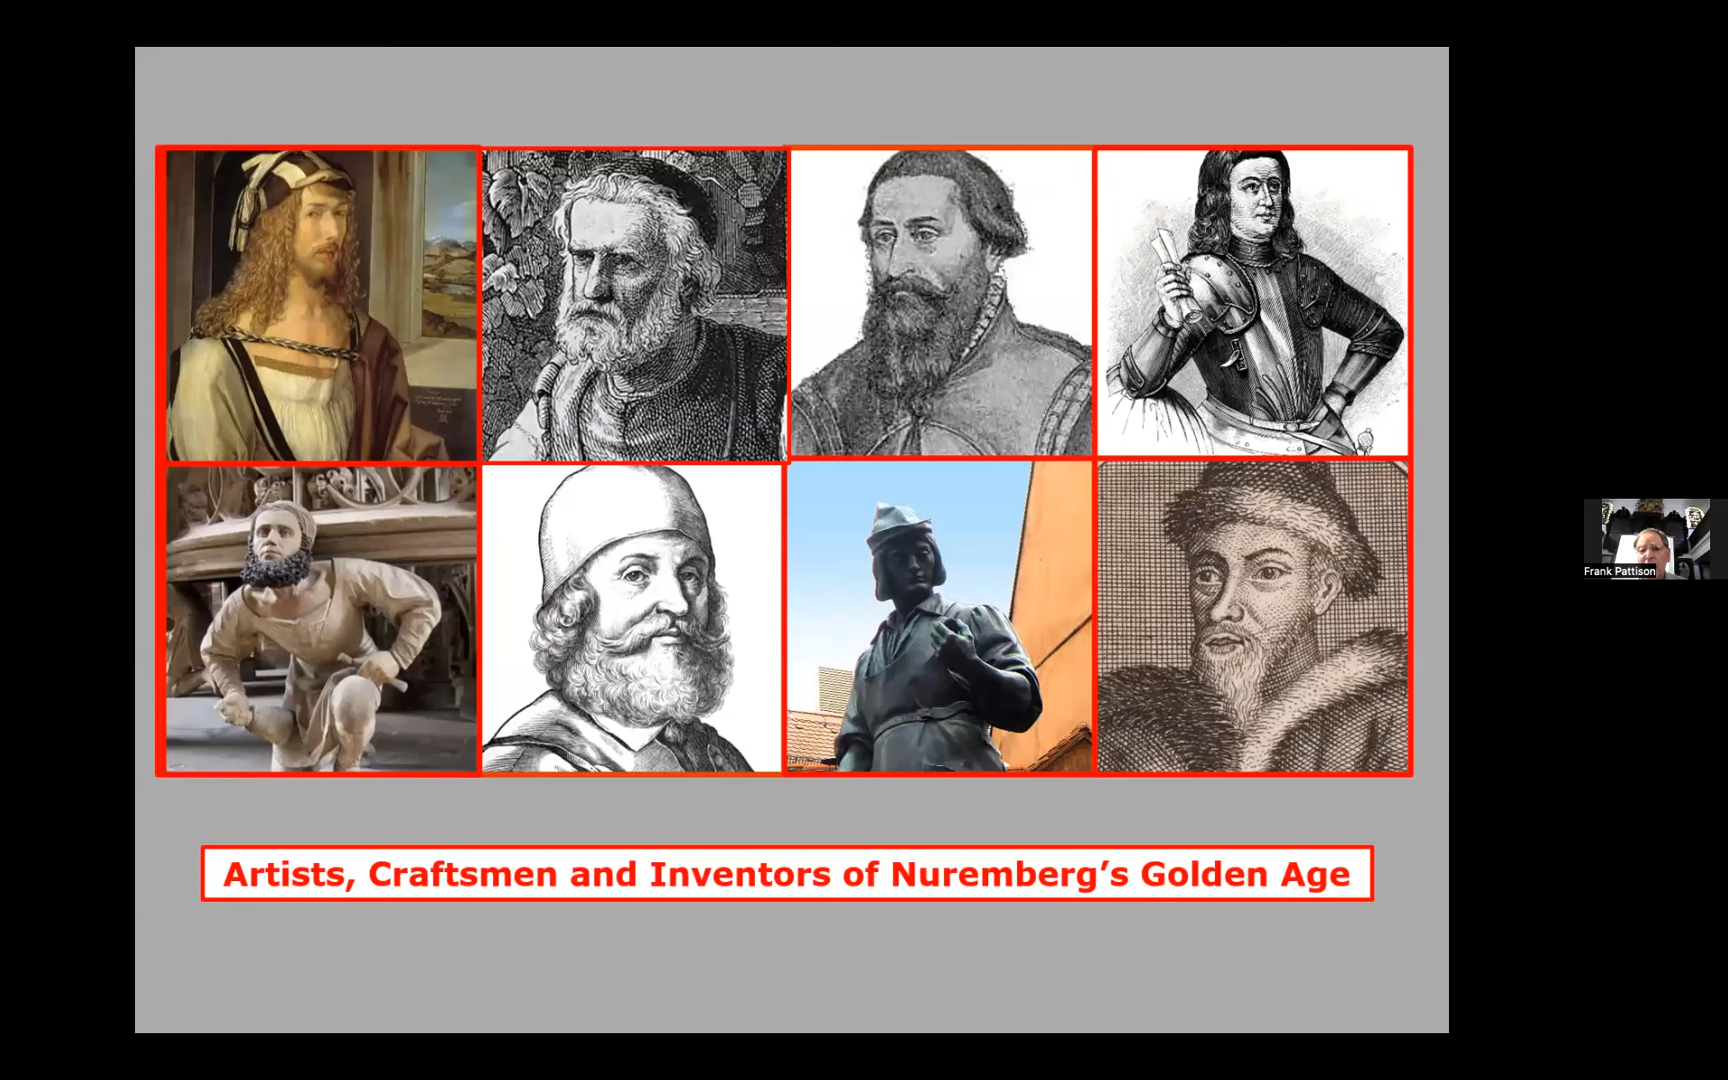 Artists, Craftsmen and Inventors of Nuremberg’s Golden Age
Frank Pattison